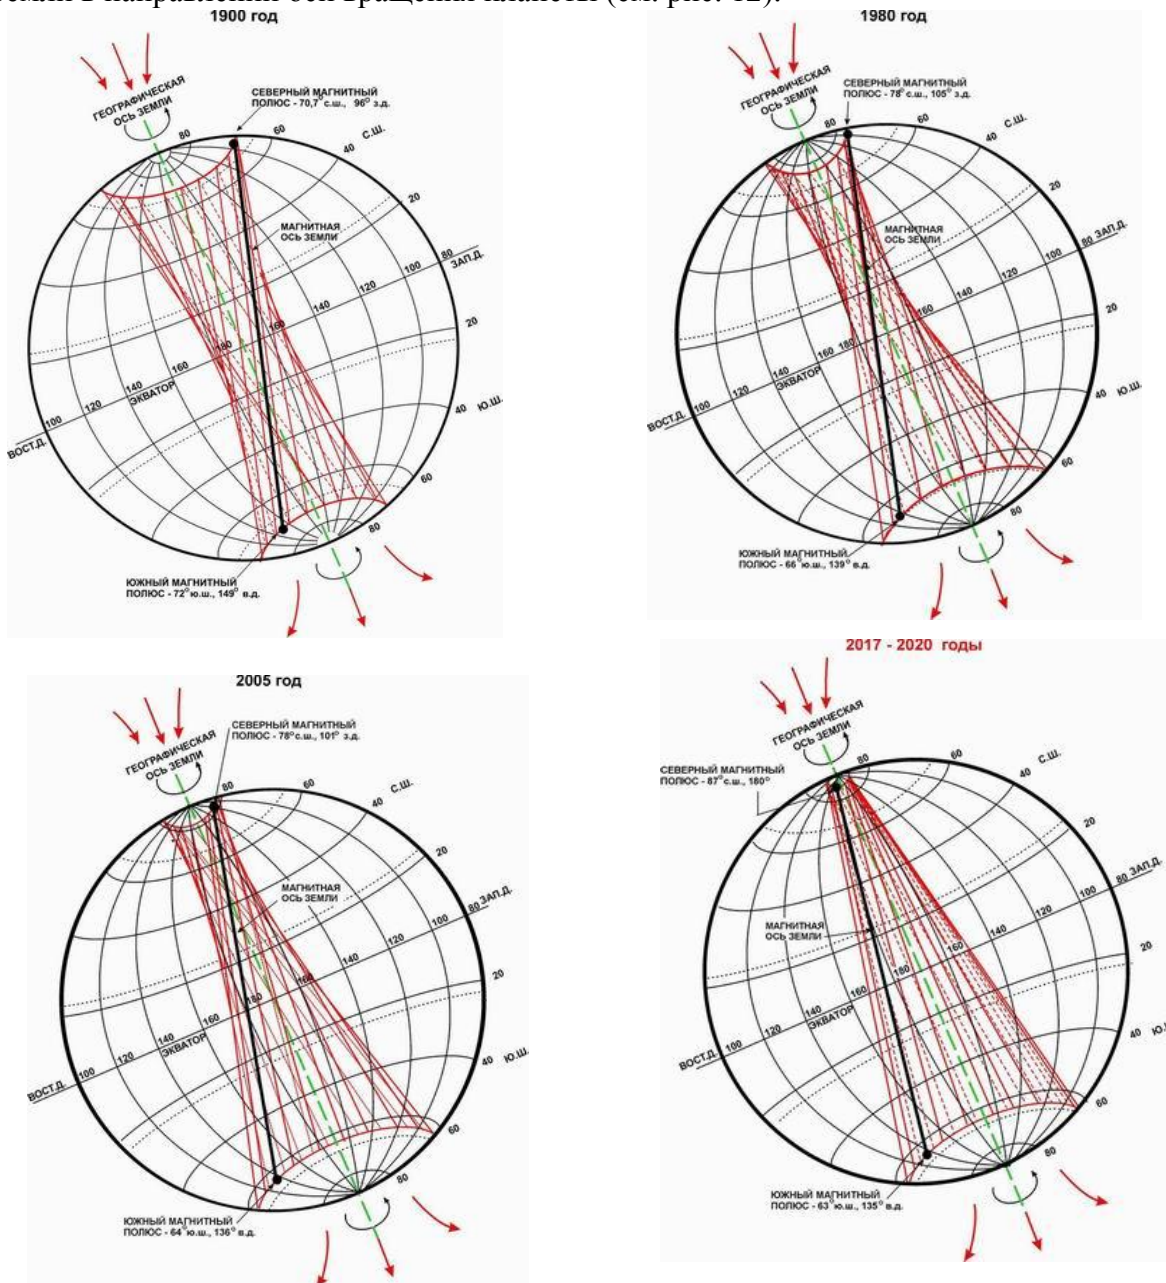 земли в направлении оси вращения планеты (см. рис. 12).
1900 год
ГЕОГРАФИЧЕСКАЯ
ОСЬ ЗЕМЛИ
СЕВЕРНЫЙ МАГНИТНЫЙ
ПОЛЮС - 70,7° с.ш., 96° з.д.
80
60
40
С.Ш.
20
МАГНИТНАЯ
ОСЬ ЗЕМЛИ
80
ЗАП.Д.
100
120
140
160
180
160
140
120
100
ЭКВАТОР
ВОСТ.Д.
20
40
Ю.Ш.
60
80
ЮЖНЫЙ МАГНИТНЫЙ
ПОЛЮС - 72° ю.ш., 149° в.д.
1980 год
ГЕОГРАФИЧЕСКАЯ
ОСЬ ЗЕМЛИ
СЕВЕРНЫЙ МАГНИТНЫЙ
ПОЛЮС - 78° с.ш., 105° з.д.
80
60
40
С.Ш.
20
МАГНИТНАЯ
ОСЬ ЗЕМЛИ
80
ЗАП.Д.
100
120
140
160
180
160
140
120
100
ЭКВАТОР
ВОСТ.Д.
20
40
Ю.Ш.
60
80
ЮЖНЫЙ МАГНИТНЫЙ
ПОЛЮС - 66° ю.ш., 139° в.д.
2005 год
ГЕОГРАФИЧЕСКАЯ
ОСЬ ЗЕМЛИ
СЕВЕРНЫЙ МАГНИТНЫЙ
ПОЛЮС - 78° с.ш., 101° з.д.
80
60
40
С.Ш.
20
МАГНИТНАЯ
ОСЬ ЗЕМЛИ
80
ЗАП.Д.
100
120
140
160
180
160
140
120
100
ЭКВАТОР
ВОСТ.Д.
20
40
Ю.Ш.
60
80
ЮЖНЫЙ МАГНИТНЫЙ
ПОЛЮС - 64° ю.ш., 136° в.д.
2017 - 2020 годы
ГЕОГРАФИЧЕСКАЯ
ОСЬ ЗЕМЛИ
СЕВЕРНЫЙ МАГНИТНЫЙ
ПОЛЮС - 87° с.ш., 180°
80
60
40
С.Ш.
20
МАГНИТНАЯ
ОСЬ ЗЕМЛИ
80
ЗАП.Д.
100
120
140
160
180
160
140
120
100
ЭКВАТОР
ВОСТ.Д.
20
40
Ю.Ш.
60
80
ЮЖНЫЙ МАГНИТНЫЙ
ПОЛЮС - 63° ю.ш., 135° в.д.